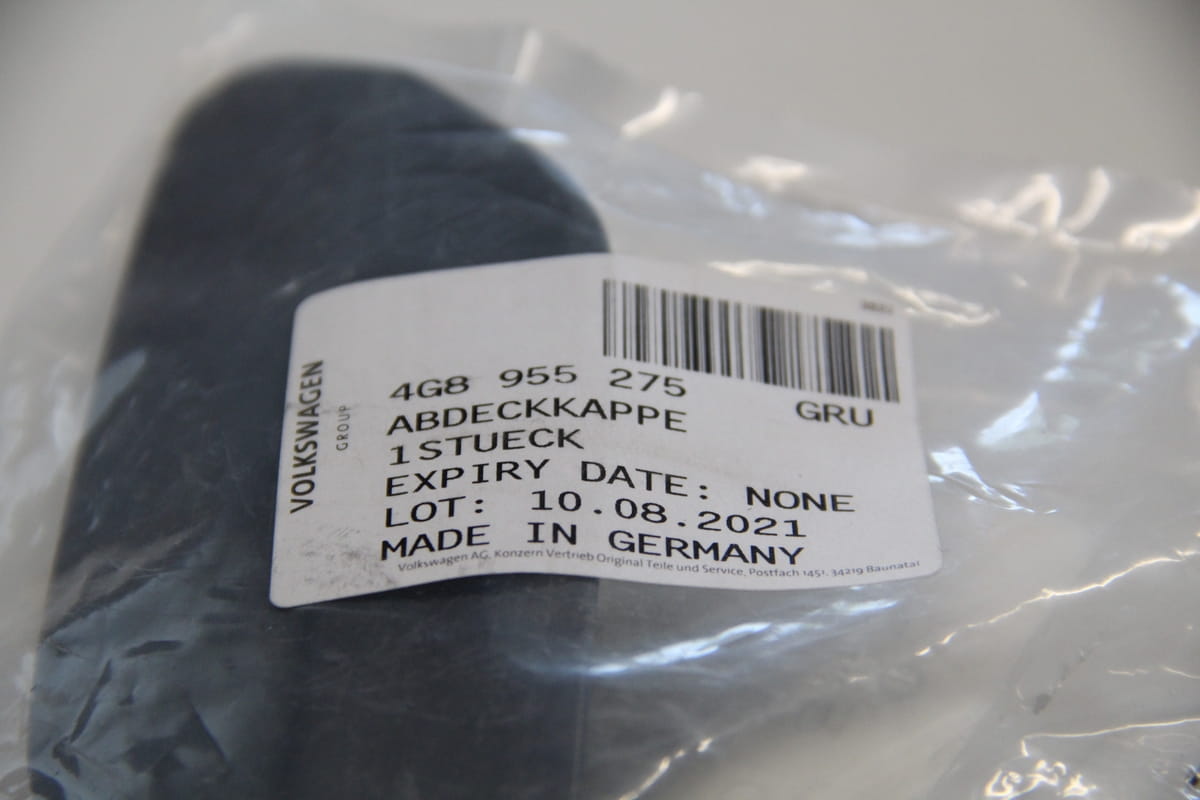 VOLKSWAGEN
GROUP
4G8 955 275
GRU
ABDECKKAPPE
1STUECK
EXPIRY DATE: NONE
LOT: 10.08.2021
MADE IN GERMANY
Volkswagen AG, Konzern Vertrieb Original Teile und Service, Postfach 1451, 34219 Baunatal